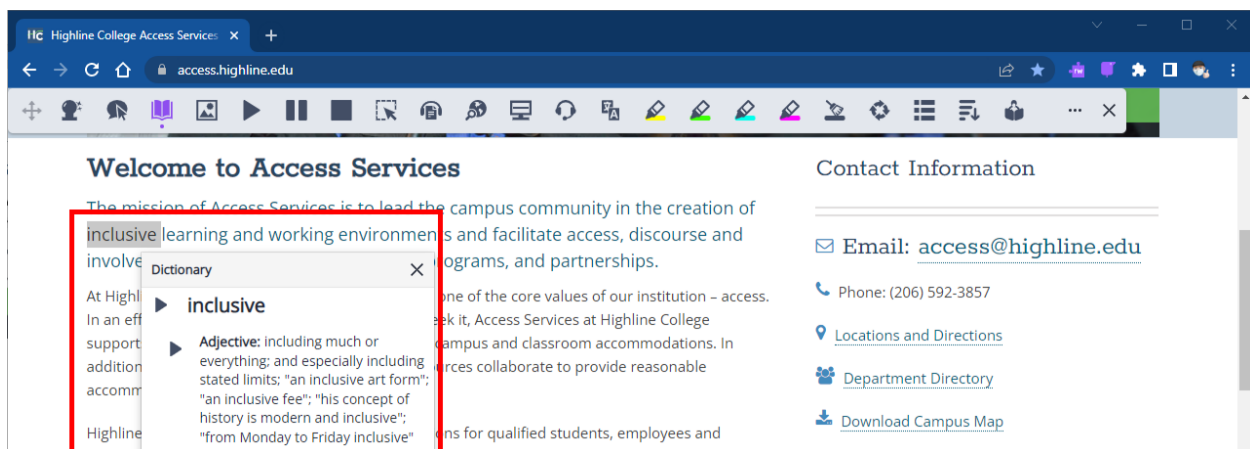 Hc Highline College Access Services
access.highline.edu
Welcome to Access Services
The mission of Access Services is to lead the campus community in the creation of
inclusive learning and working environments and facilitate access, discourse and
involve ograms, and partnerships.
Dictionary
inclusive
Adjective: including much or
everything; and especially including
stated limits; "an inclusive art form";
"an inclusive fee"; "his concept of
history is modern and inclusive";
"from Monday to Friday inclusive"
At Highl one of the core values of our institution – access.
In an eff ek it, Access Services at Highline College
support campus and classroom accommodations. In
addition rces collaborate to provide reasonable
accomm
Highline ns for qualified students, employees and
Contact Information
Email: access@highline.edu
Phone: (206) 592-3857
Locations and Directions
Department Directory
Download Campus Map